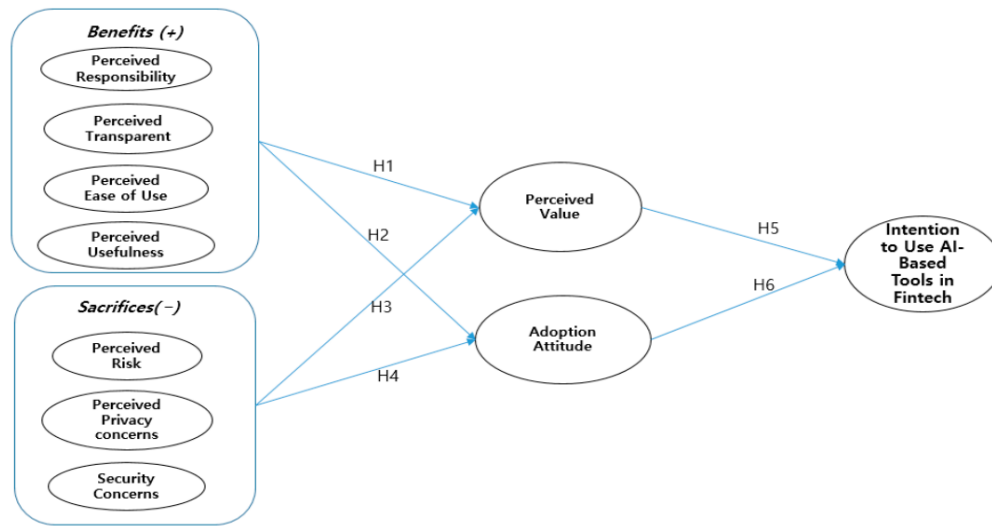 Benefits (+)
Perceived
Responsibility
Perceived
Transparent
Perceived
Ease of Use
Perceived
Usefulness
Sacrifices(−)
Perceived
Risk
Perceived
Privacy
concerns
Security
Concerns
H1
H2
H3
H4
Perceived
Value
Adoption
Attitude
H5
H6
Intention
to Use AI-
Based
Tools in
Fintech